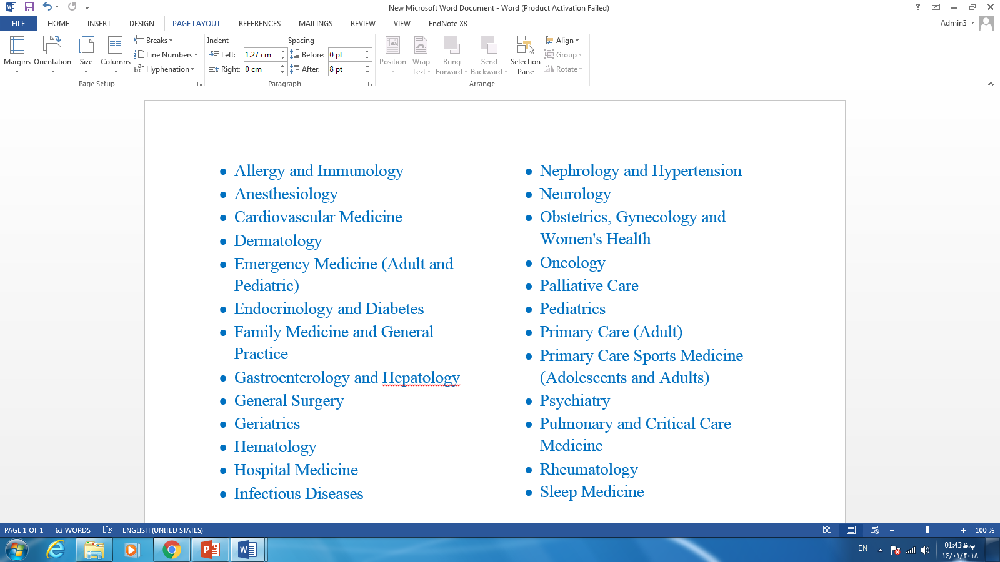 New Microsoft Word Document - Word (Product Activation Failed)
FILE HOME INSERT DESIGN PAGE LAYOUT REFERENCES MAILINGS REVIEW VIEW EndNote X8
Admin3
Margins
Orientation
Size
Columns
Breaks
Line Numbers
Hyphenation
Page Setup
Indent
Left: 1.27 cm
Right: 0 cm
Spacing
Before: 0 pt
After: 8 pt
Paragraph
Position
Wrap
Text
Bring
Forward
Send
Backward
Selection
Pane
Align
Group
Rotate
Arrange
• Allergy and Immunology
• Anesthesiology
• Cardiovascular Medicine
• Dermatology
• Emergency Medicine (Adult and
Pediatric)
• Endocrinology and Diabetes
• Family Medicine and General
Practice
• Gastroenterology and Hepatology
• General Surgery
• Geriatrics
• Hematology
• Hospital Medicine
• Infectious Diseases
• Nephrology and Hypertension
• Neurology
• Obstetrics, Gynecology and
Women's Health
• Oncology
• Palliative Care
• Pediatrics
• Primary Care (Adult)
• Primary Care Sports Medicine
(Adolescents and Adults)
• Psychiatry
• Pulmonary and Critical Care
Medicine
• Rheumatology
• Sleep Medicine
PAGE 1 OF 1 63 WORDS ENGLISH (UNITED STATES)
100 %
EN
01:43 ب.ظ
۱۶/۰۱/۲۰۱۸